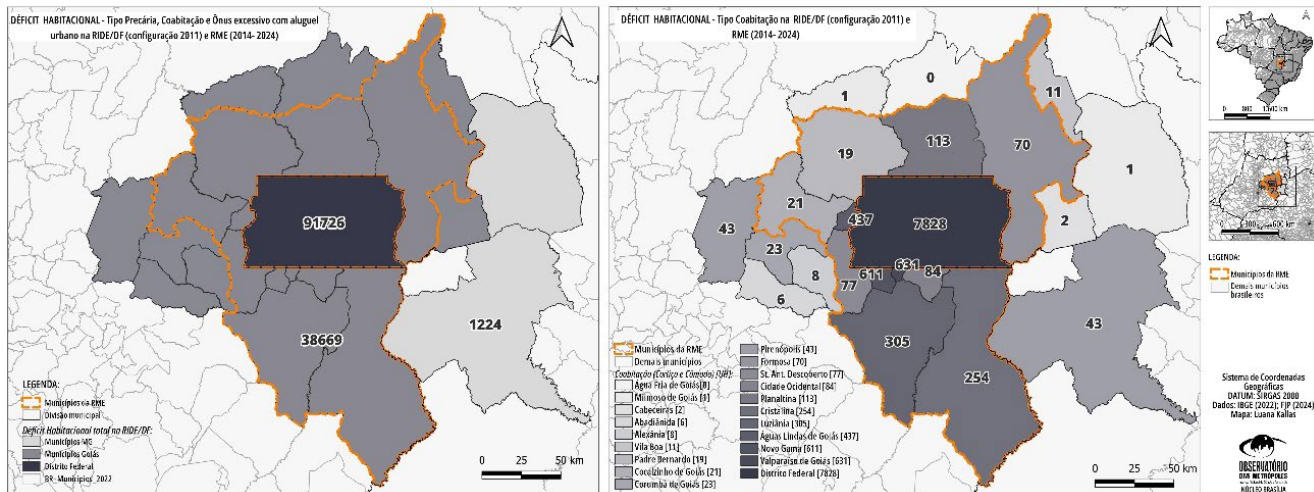 DÉFICIT HABITACIONAL - Tipo Precária, Coabitação e Ônus excessivo com aluguel
urbano na RIDE/DF (configuração 2011) e RME (2014- 2024)
91726
38669
1224
LEGENDA:
Municípios da RME
Divisão municipal
Déficit Habitacional total na RIDE/DF:
Municípios MG
Municípios Goiás
Distrito Federal
BR_Municípios_2022
0 25 50 km
DÉFICIT HABITACIONAL - Tipo Coabitação na RIDE/DF (configuração 2011) e
RME (2014- 2024)
0
1
11
113
70
19
1
21
2
437
7828
43
23
631
8
611
84
77
6
43
305
254
Municípios da RME
Demais municípios
Coabitação (Cortiço e Cômodo) [UH]:
Água Fria de Goiás
Mimoso de Goiás
Cabeceiras [2]
Abadiânia [6]
Alexânia [8]
Vila Boa [11]
Padre Bernardo [19]
Cocalzinho de Goiás [21]
Corumbá de Goiás [23]
Pirenópolis [43]
Formosa [70]
St. Ant. Descoberto [77]
Cidade Ocidental [84]
Planaltina [113]
Cristalina [254]
Luziânia [305]
Águas Lindas de Goiás [437]
Novo Gama [611]
Valparaíso de Goiás [631]
Distrito Federal [7828]
0 25 50 km
LEGENDA:
Municípios da RME
Demais municípios
brasileiros
Sistema de Coordenadas
Geográficas
DATUM: SIRGAS 2000
Dados: IBGE (2022); FJP (2024)
Mapa: Luana Kallas
OBSERVATÓRIO
DAS METRÓPOLES
NÚCLEO BRASÍLIA